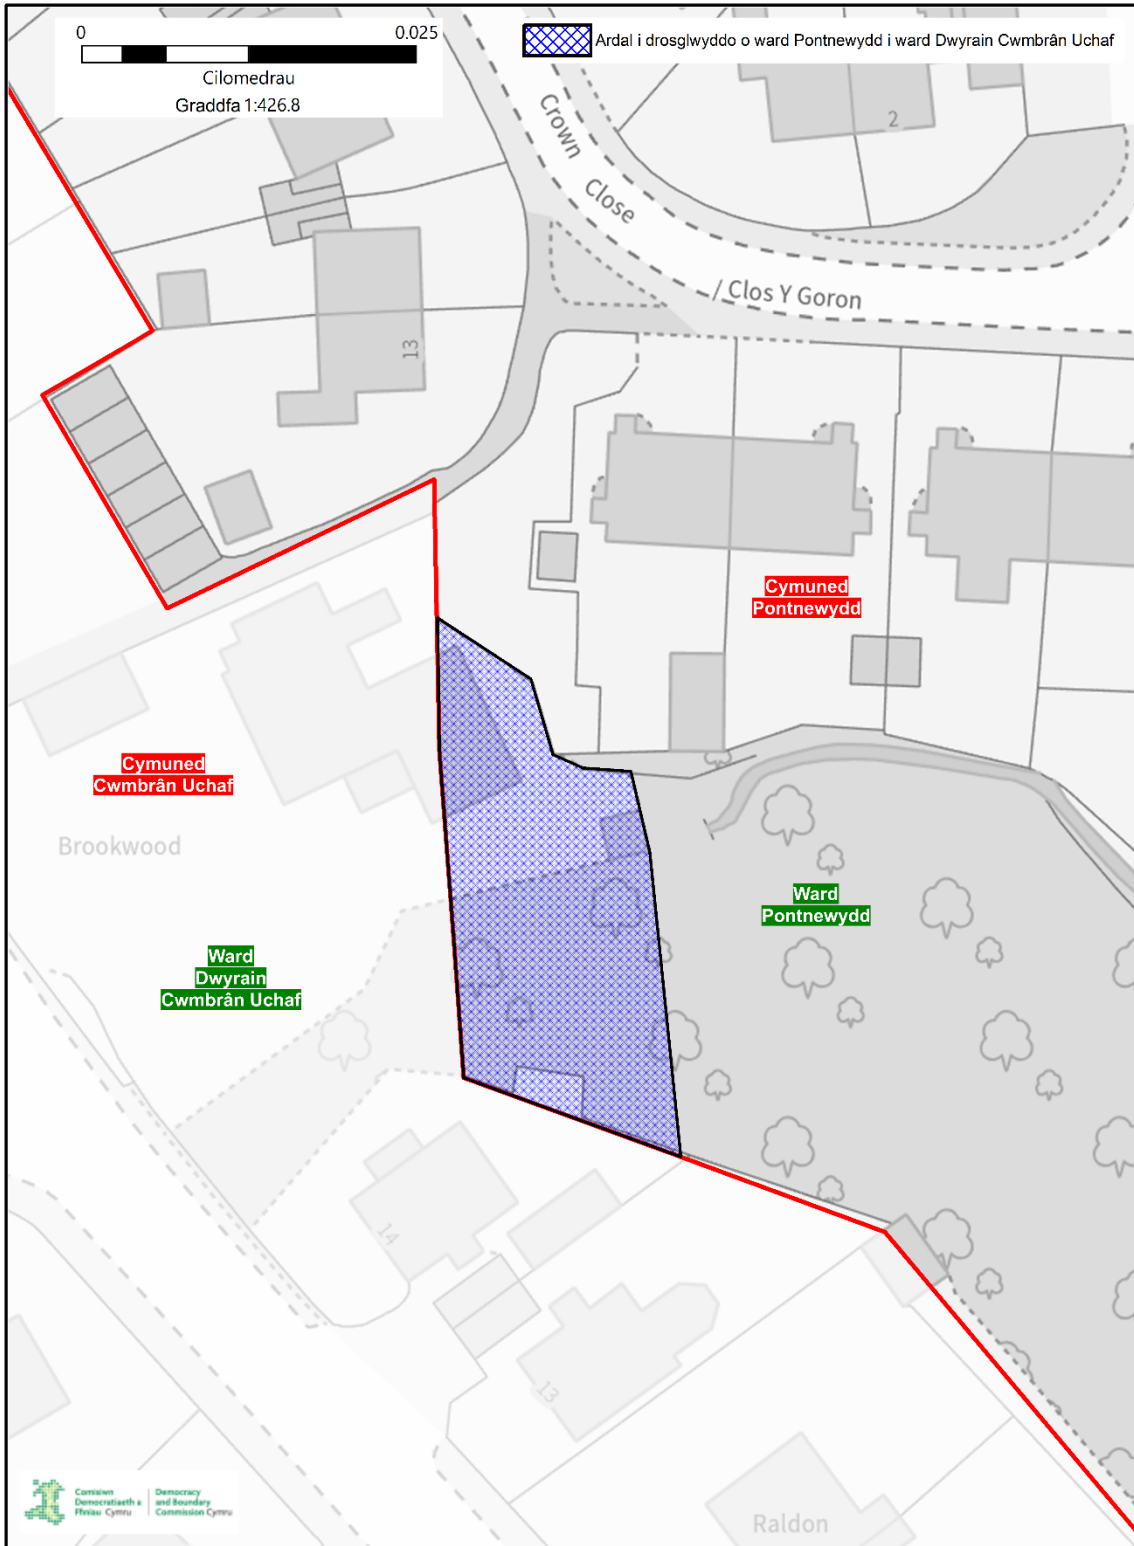 0 0.025
Cilomedrau
Graddfa 1:426.8
Ardal i drosglwyddo o ward Pontnewydd i ward Dwyrain Cwmbrân Uchaf
Crown
Close
2
/ Clos Y Goron
13
Cymuned
Pontnewydd
Cymuned
Cwmbrân Uchaf
Brookwood
Ward
Pontnewydd
Ward
Dwyrain
Cwmbrân Uchaf
14
13
Raldon
Comisiwn
Democratiaeth a
Ffiniau Cymru
Democracy
and Boundary
Commission Cymru